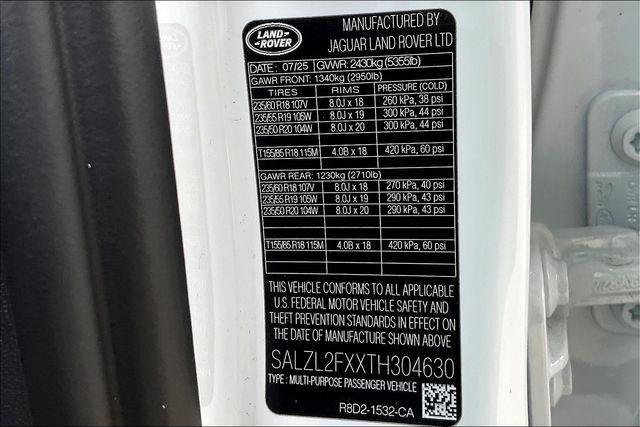 LAND
ROVER
MANUFACTURED BY
JAGUAR LAND ROVER LTD
DATE: 07/25 GVWR: 2430kg (5355lb)
GAWR FRONT: 1340kg (2950lb)
TIRES RIMS PRESSURE (COLD)
235/60 R18 107V 8.0J x 18 260 kPa, 38 psi
235/55 R19 105W 8.0J x 19 300 kPa, 44 psi
235/50 R20 104W 8.0J x 20 300 kPa, 44 psi
T155/85 R18 115M 4.0B x 18 420 kPa, 60 psi
GAWR REAR: 1230kg (2710lb)
235/60 R18 107V 8.0J x 18 270 kPa, 40 psi
235/55 R19 105W 8.0J x 19 290 kPa, 43 psi
235/50 R20 104W 8.0J x 20 290 kPa, 43 psi
T155/85 R18 115M 4.0B x 18 420 kPa, 60 psi
THIS VEHICLE CONFORMS TO ALL APPLICABLE
U.S. FEDERAL MOTOR VEHICLE SAFETY AND
THEFT PREVENTION STANDARDS IN EFFECT ON
THE DATE OF MANUFACTURE SHOWN ABOVE
SALZL2FXXTH304630
TYPE: MULTI-PURPOSE PASSENGER VEHICLE
R8D2-1532-CA